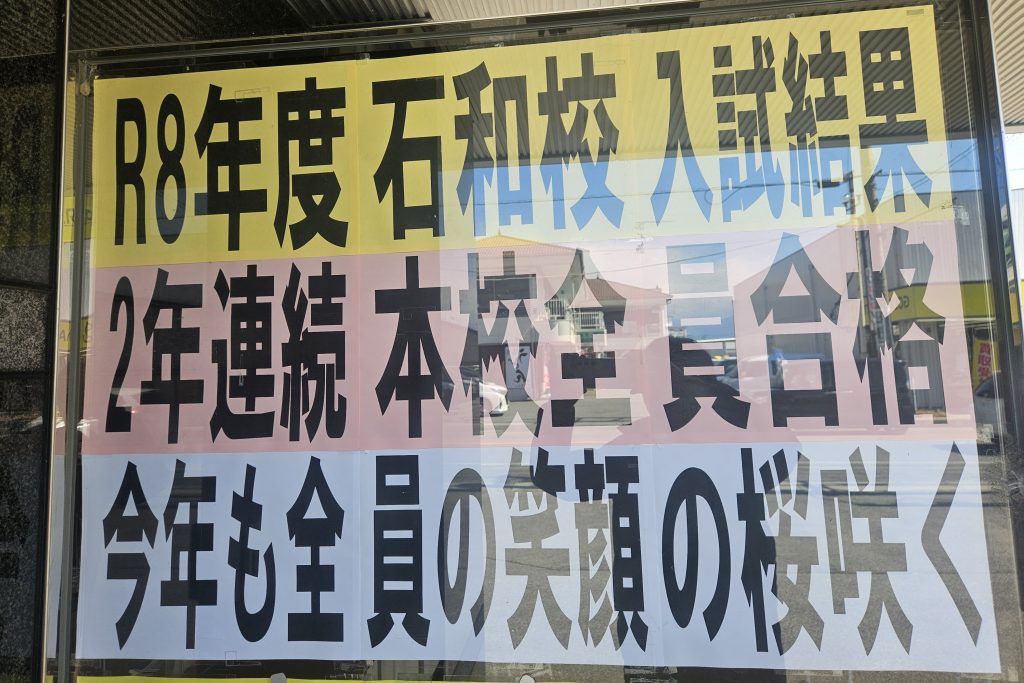 R8年度 石和校 入試結果
2年連続 本校全員合格
今年も全員の笑顔の桜咲く